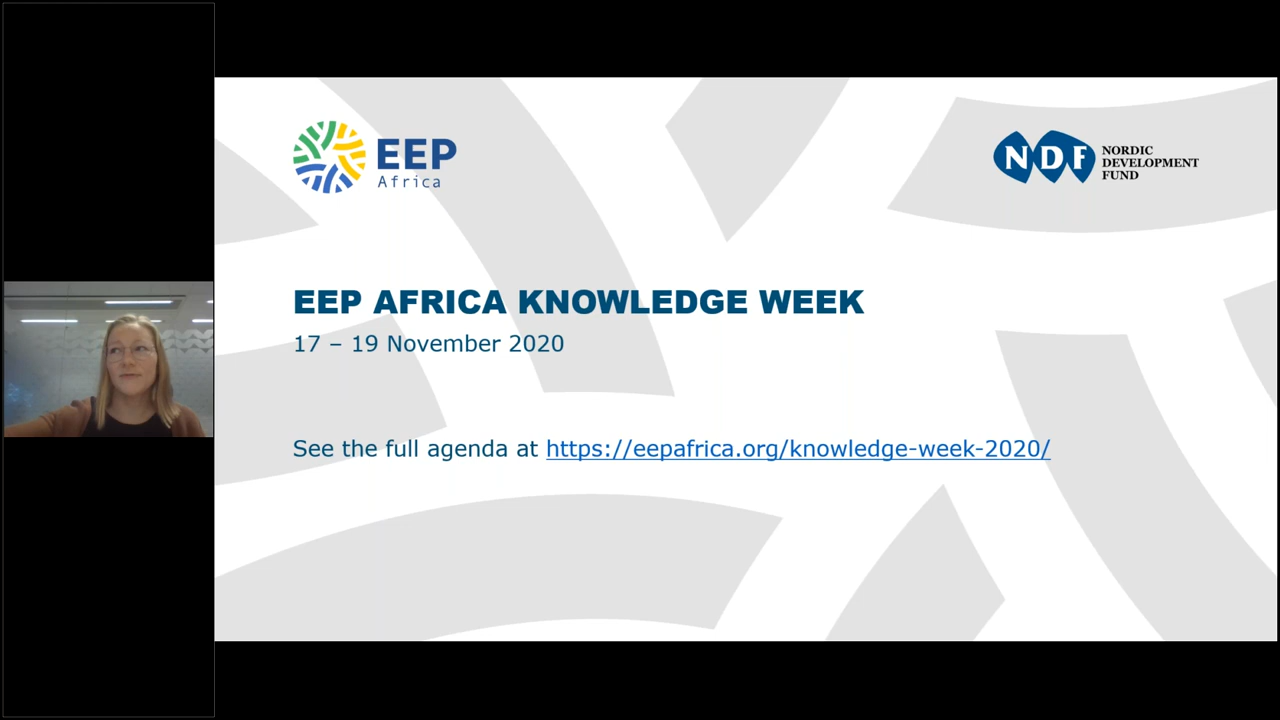 EEP
Africa
NDF
NORDIC
DEVELOPMENT
FUND
EEP AFRICA KNOWLEDGE WEEK
17 – 19 November 2020
See the full agenda at https://eepafrica.org/knowledge-week-2020/